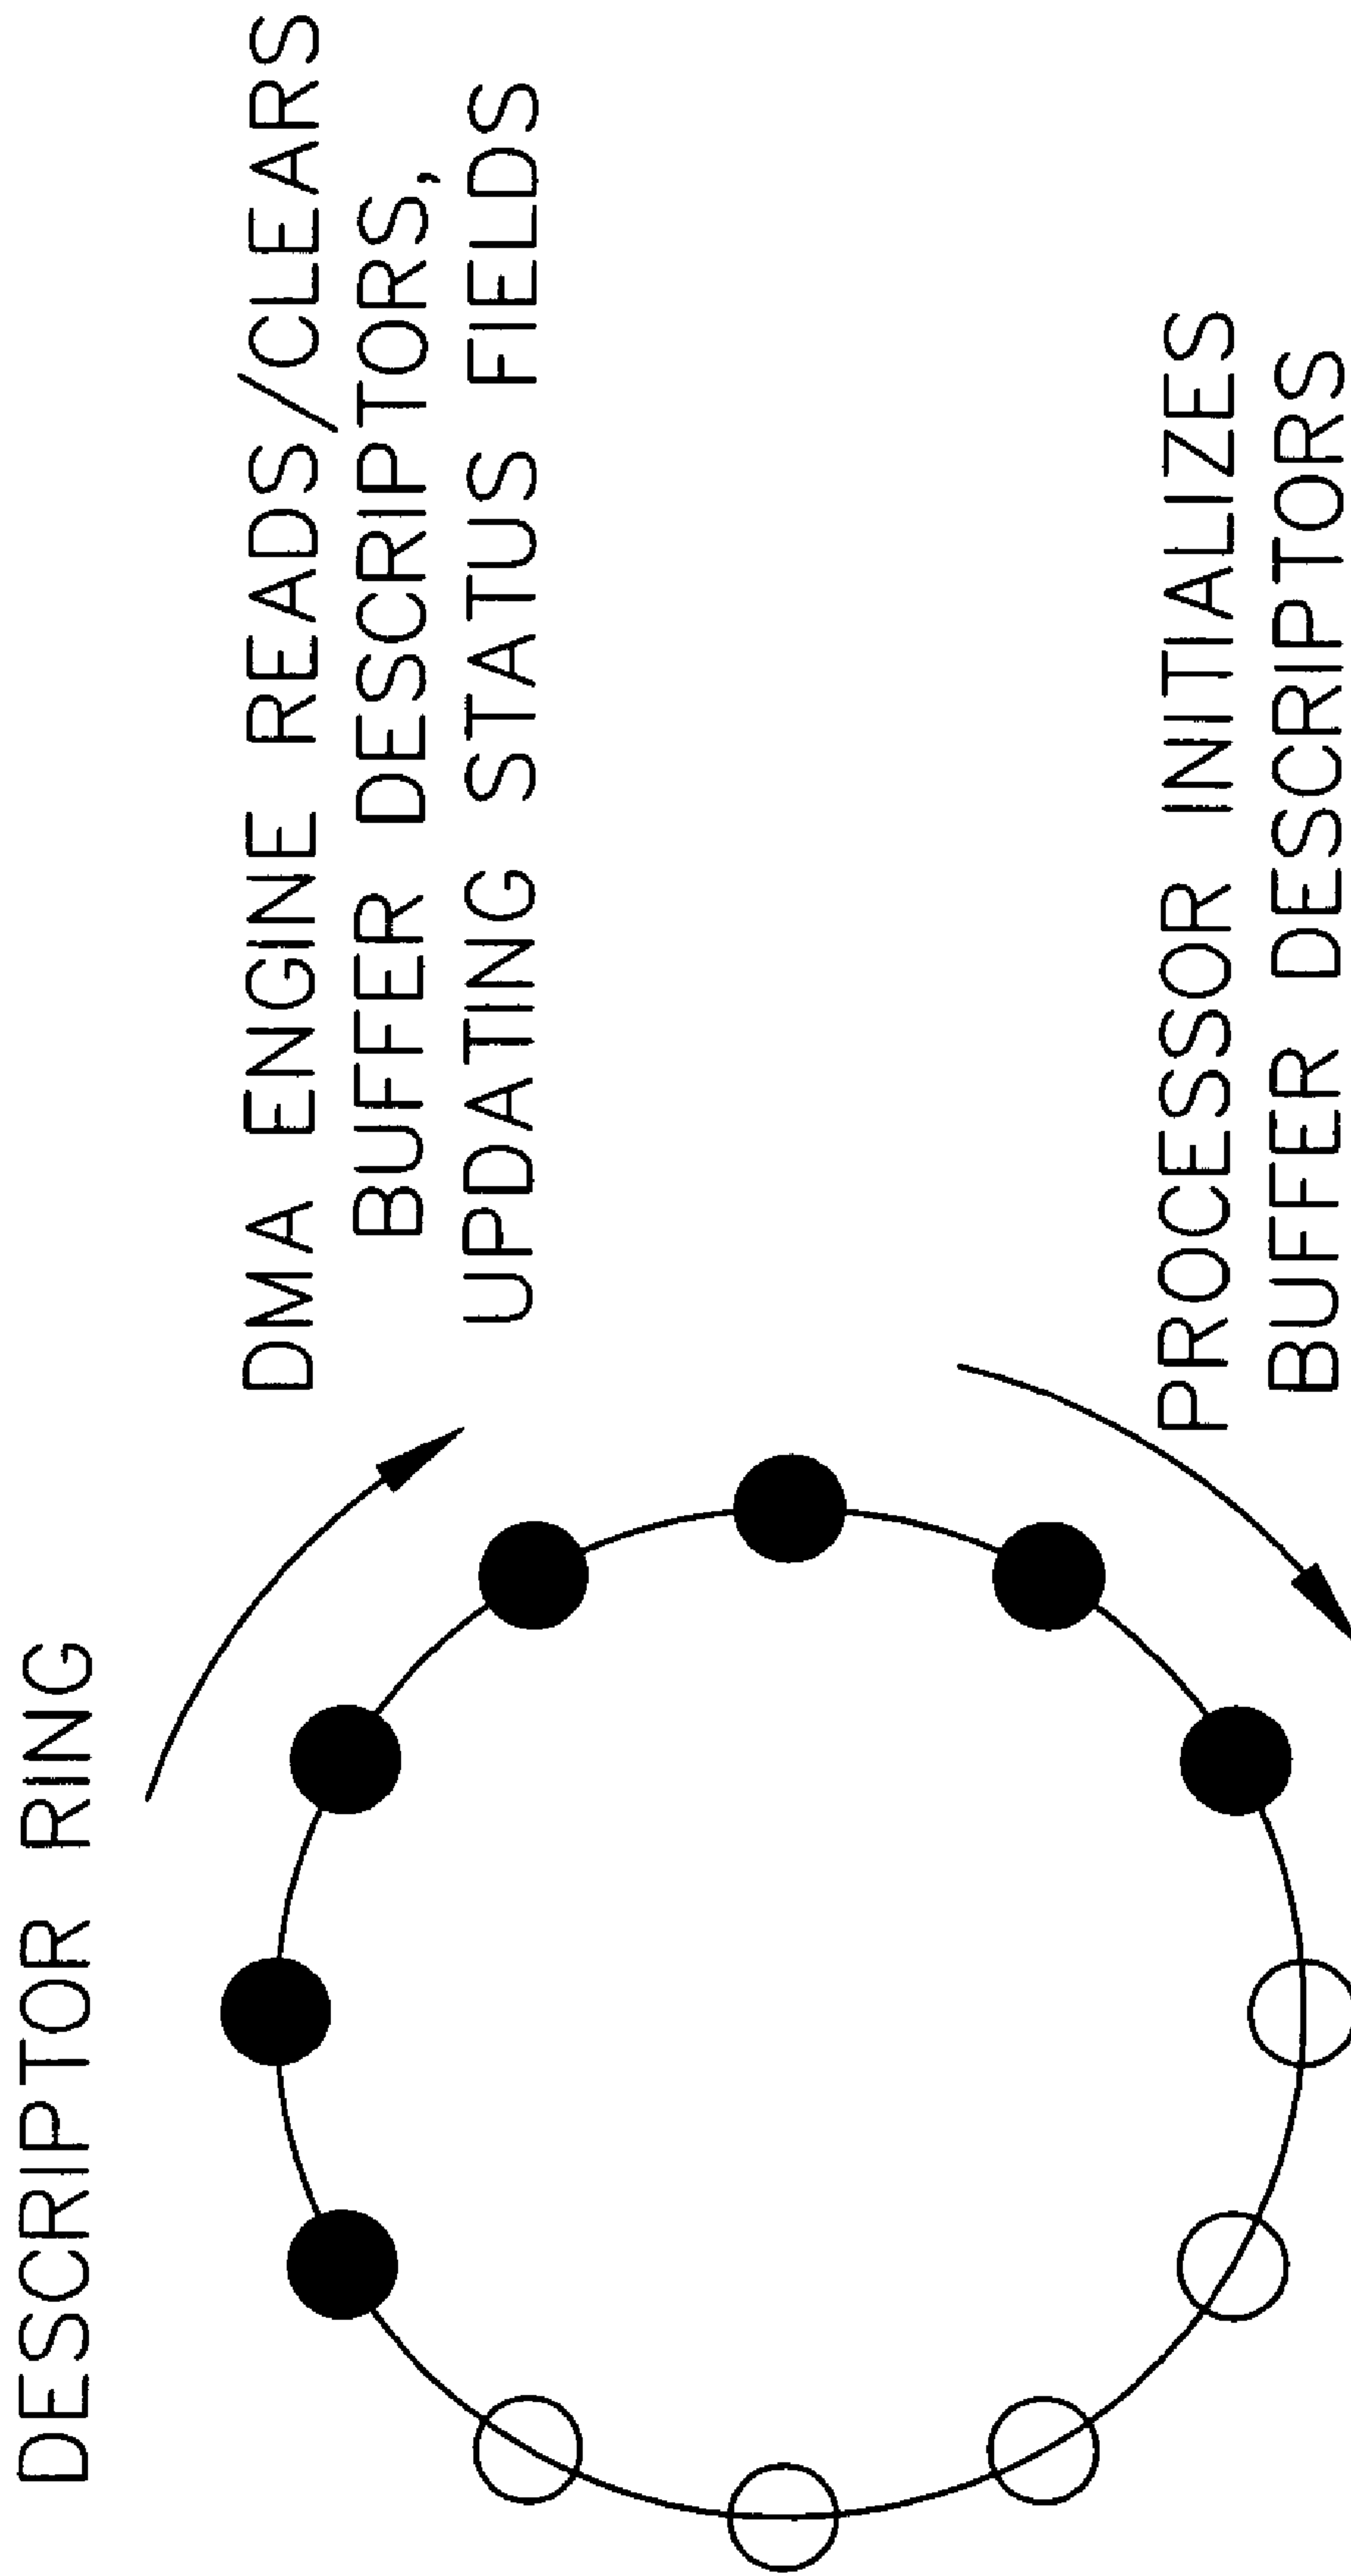 DESCRIPTOR RING
DMA ENGINE READS/CLEARS
BUFFER DESCRIPTORS,
UPDATING STATUS FIELDS
PROCESSOR INITIALIZES
BUFFER DESCRIPTORS